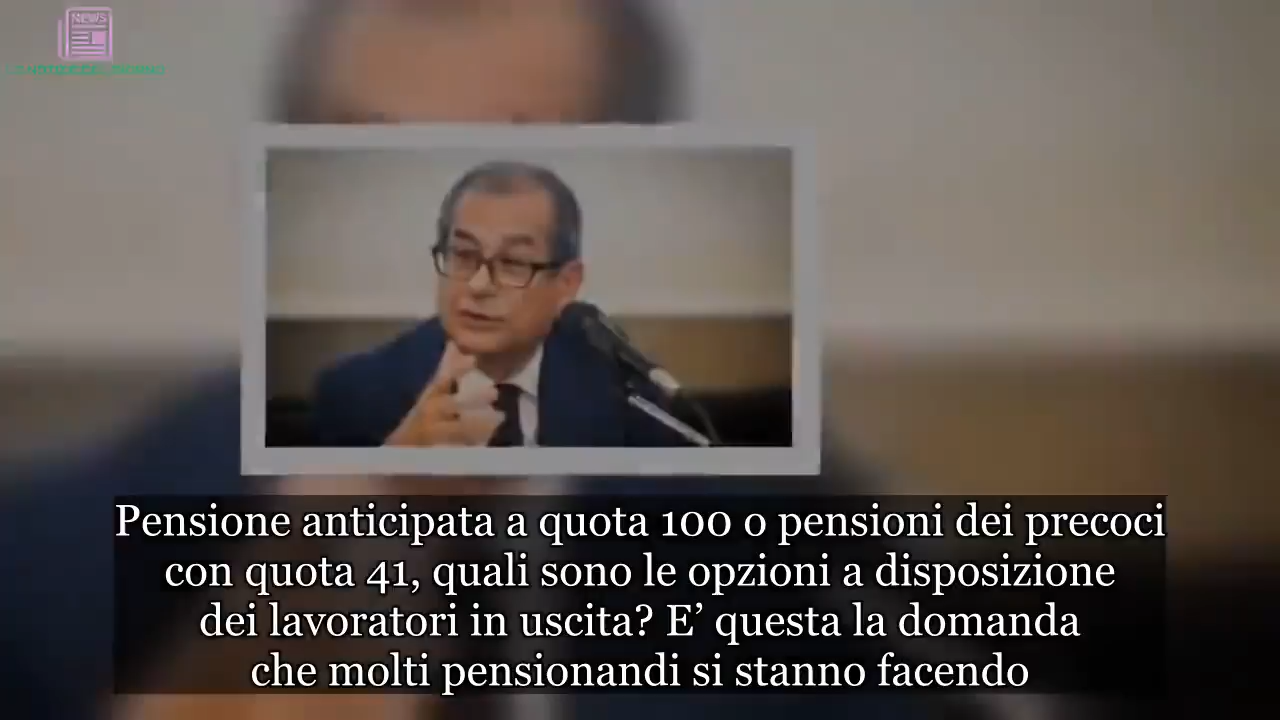 NEWS
Pensione anticipata a quota 100 o pensioni dei precoci
con quota 41, quali sono le opzioni a disposizione
dei lavoratori in uscita? E’ questa la domanda
che molti pensionandi si stanno facendo